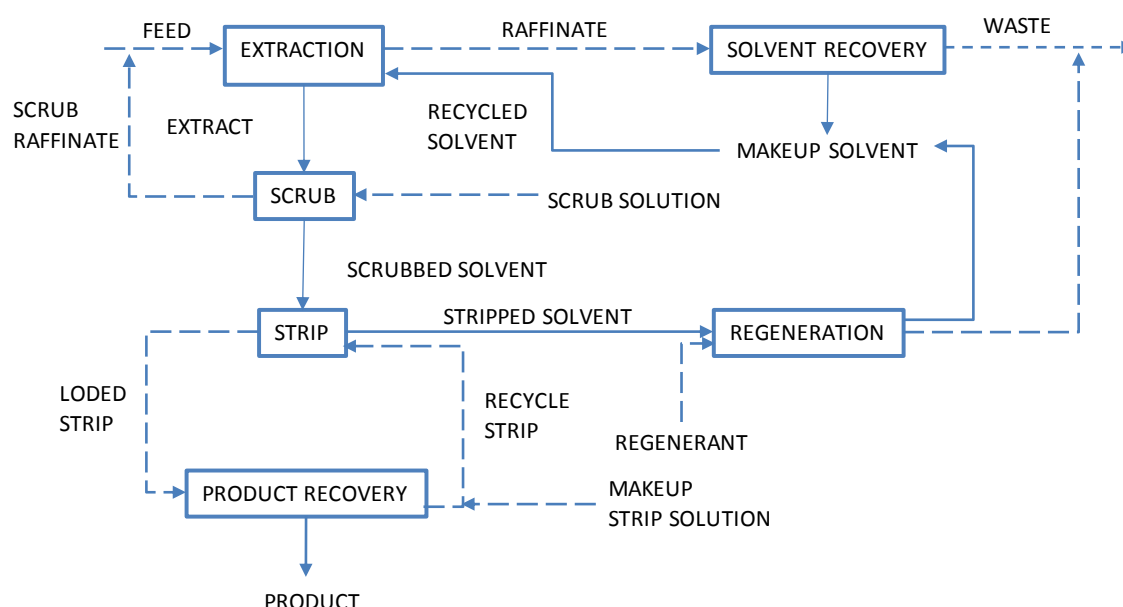 FEED
EXTRACTION
RAFFINATE
SOLVENT RECOVERY
WASTE
SCRUB
RAFFINATE
EXTRACT
RECYCLED
SOLVENT
MAKEUP SOLVENT
SCRUB
SCRUB SOLUTION
SCRUBBED SOLVENT
STRIP
STRIPPED SOLVENT
REGENERATION
LODED
STRIP
RECYCLE
STRIP
REGENERANT
PRODUCT RECOVERY
MAKEUP
STRIP SOLUTION
PRODUCT